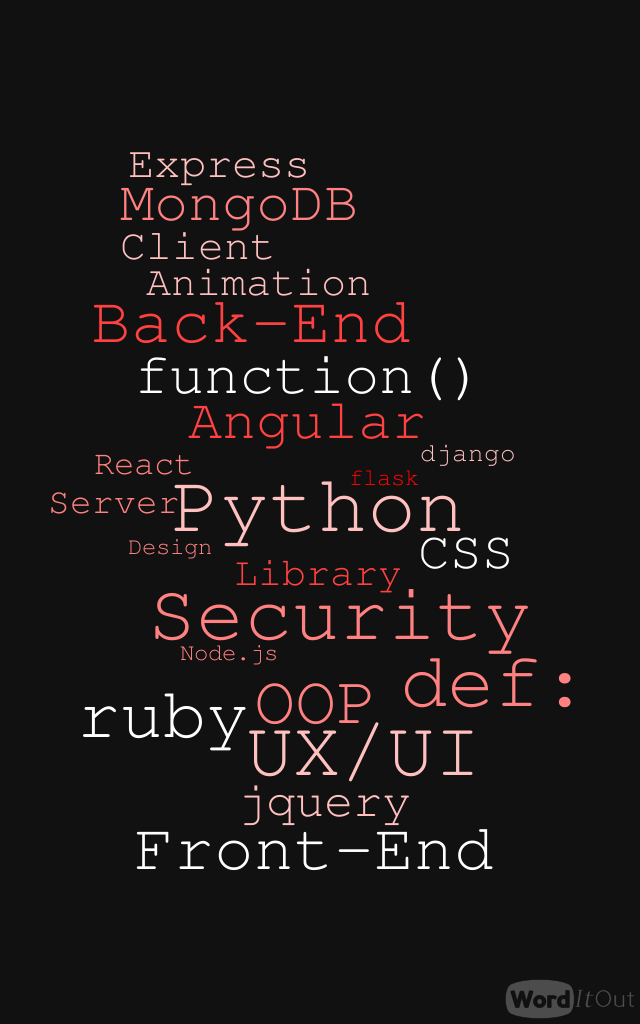 Express
MongoDB
Client
Animation
Back-End
function()
Angular
django
React
flask
Server
Python
Design
CSS
Library
Security
Node.js
def:
OOP
ruby
UX/UI
jquery
Front-End
WordItOut